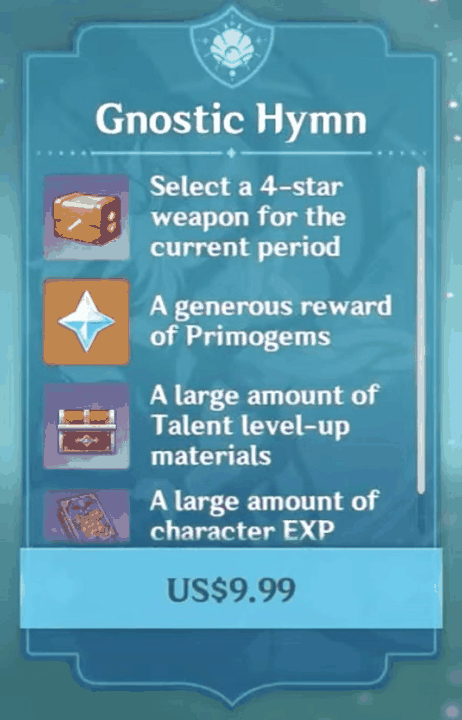 Gnostic Hymn
Select a 4-star
weapon for the
current period
A generous reward
of Primogems
A large amount of
Talent level-up
materials
A large amount of
character EXP
US$9.99